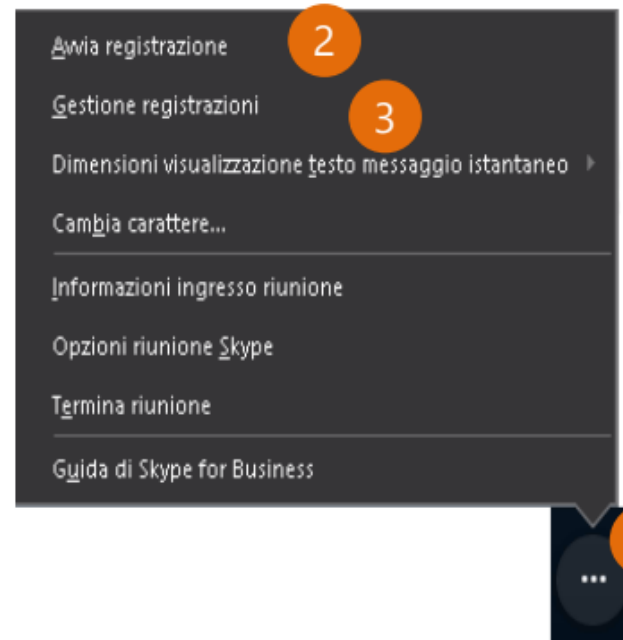 Avvia registrazione
2
Gestione registrazioni
3
Dimensioni visualizzazione testo messaggio istantaneo
Cambia carattere...
Informazioni ingresso riunione
Opzioni riunione Skype
Termina riunione
Guida di Skype for Business
...